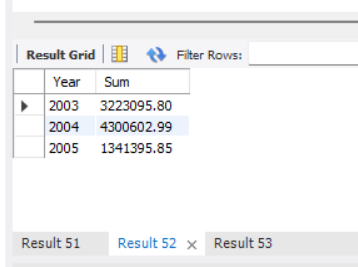 Result Grid Filter Rows:
Year Sum
2003 3223095.80
2004 4300602.99
2005 1341395.85
Result 51 Result 52 × Result 53